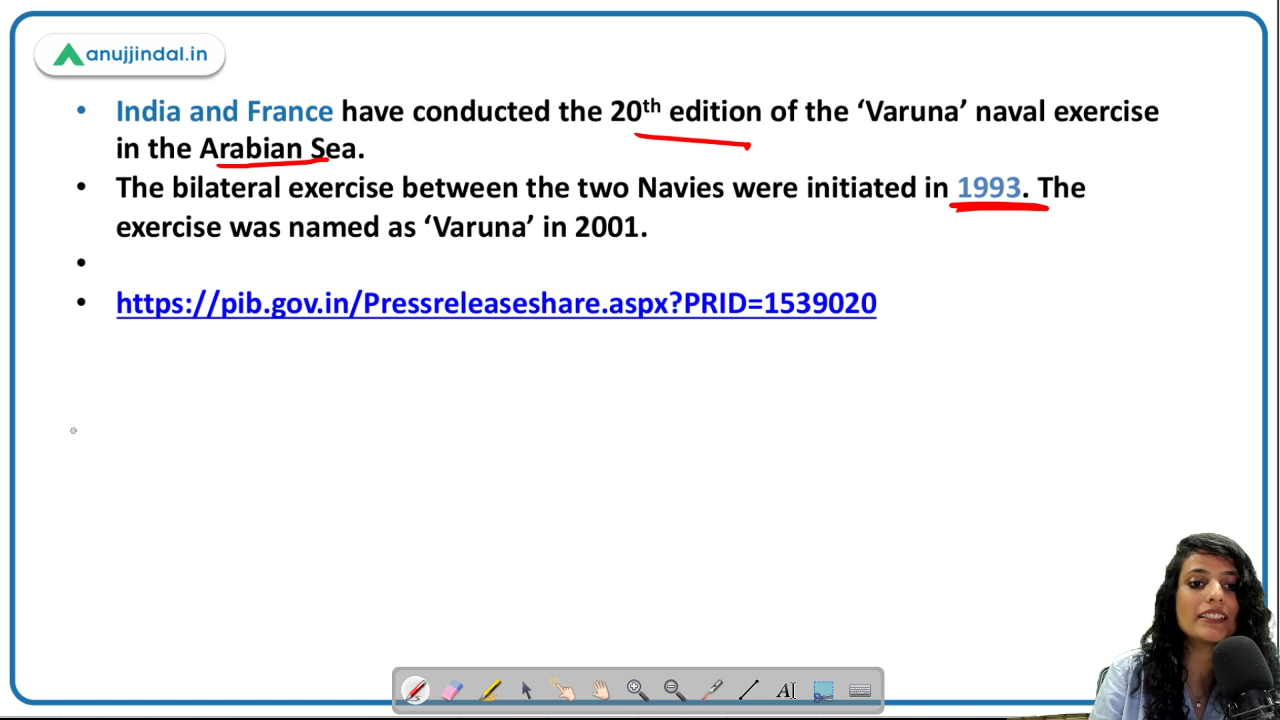 anujjindal.in
• India and France have conducted the 20th edition of the ‘Varuna’ naval exercise
in the Arabian Sea.
• The bilateral exercise between the two Navies were initiated in 1993. The
exercise was named as ‘Varuna’ in 2001.
•
• https://pib.gov.in/Pressreleaseshare.aspx?PRID=1539020
A